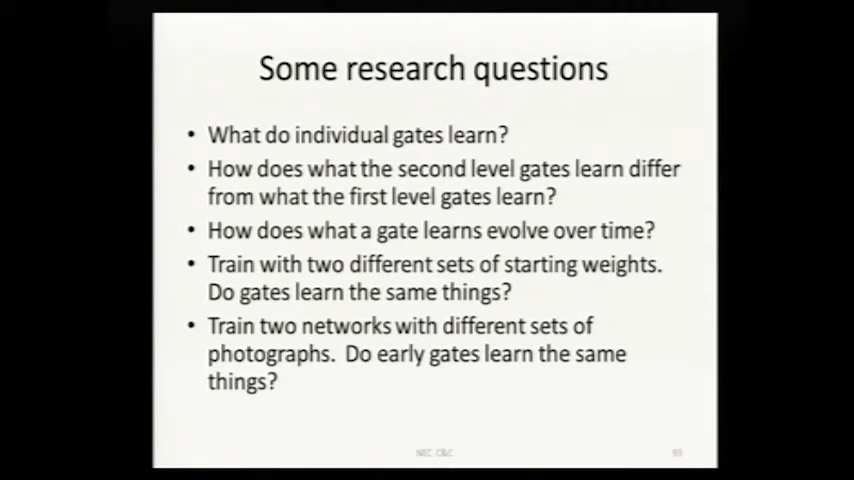 Some research questions
• What do individual gates learn?
• How does what the second level gates learn differ
from what the first level gates learn?
• How does what a gate learns evolve over time?
• Train with two different sets of starting weights.
Do gates learn the same things?
• Train two networks with different sets of
photographs. Do early gates learn the same
things?
NEC C&C
93